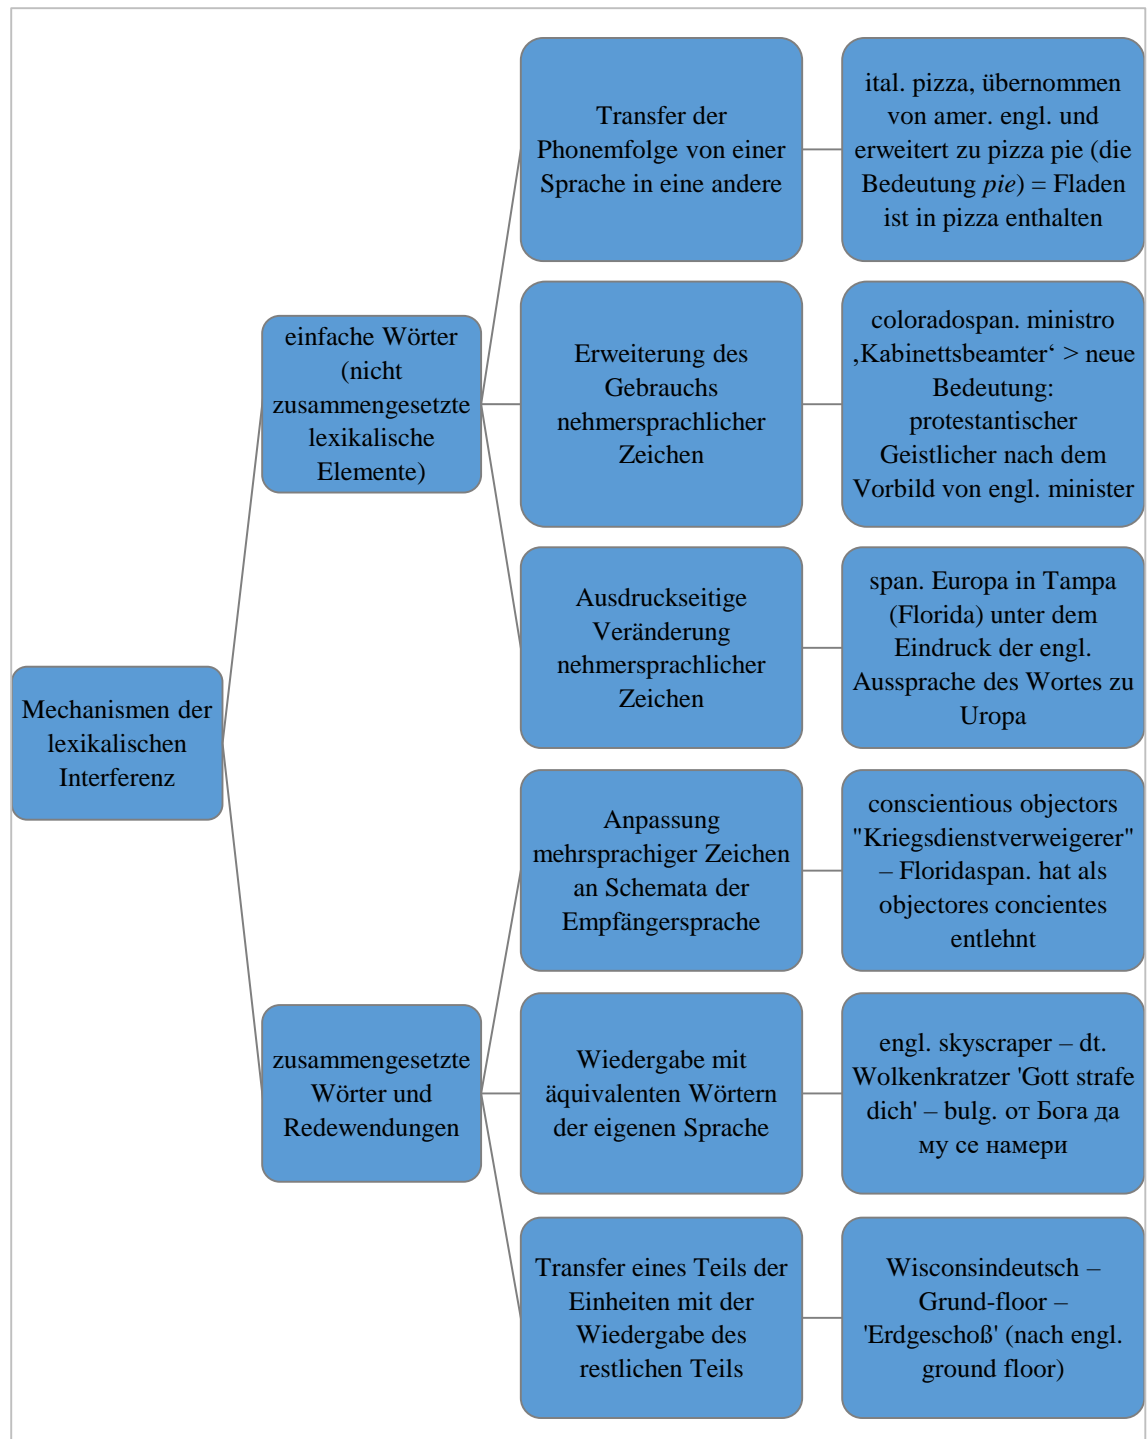 Mechanismen der
lexikalischen
Interferenz
einfache Wörter
(nicht
zusammengesetzte
lexikalische
Elemente)
Transfer der
Phonemfolge von einer
Sprache in eine andere
ital. pizza, übernommen
von amer. engl. und
erweitert zu pizza pie (die
Bedeutung pie) = Fladen
ist in pizza enthalten
Erweiterung des
Gebrauchs
nehmersprachlicher
Zeichen
coloradospan. ministro
‚Kabinettsbeamter‘ > neue
Bedeutung:
protestantischer
Geistlicher nach dem
Vorbild von engl. minister
Ausdruckseitige
Veränderung
nehmersprachlicher
Zeichen
span. Europa in Tampa
(Florida) unter dem
Eindruck der engl.
Aussprache des Wortes zu
Uropa
zusammengesetzte
Wörter und
Redewendungen
Anpassung
mehrsprachiger Zeichen
an Schemata der
Empfängersprache
conscientious objectors
"Kriegsdienstverweigerer"
– Floridaspan. hat als
objectores concientes
entlehnt
Wiedergabe mit
äquivalenten Wörtern
der eigenen Sprache
engl. skyscraper – dt.
Wolkenkratzer 'Gott strafe
dich' – bulg. от Бога да
му се намери
Transfer eines Teils der
Einheiten mit der
Wiedergabe des
restlichen Teils
Wisconsindeutsch –
Grund-floor –
'Erdgeschoß' (nach engl.
ground floor)